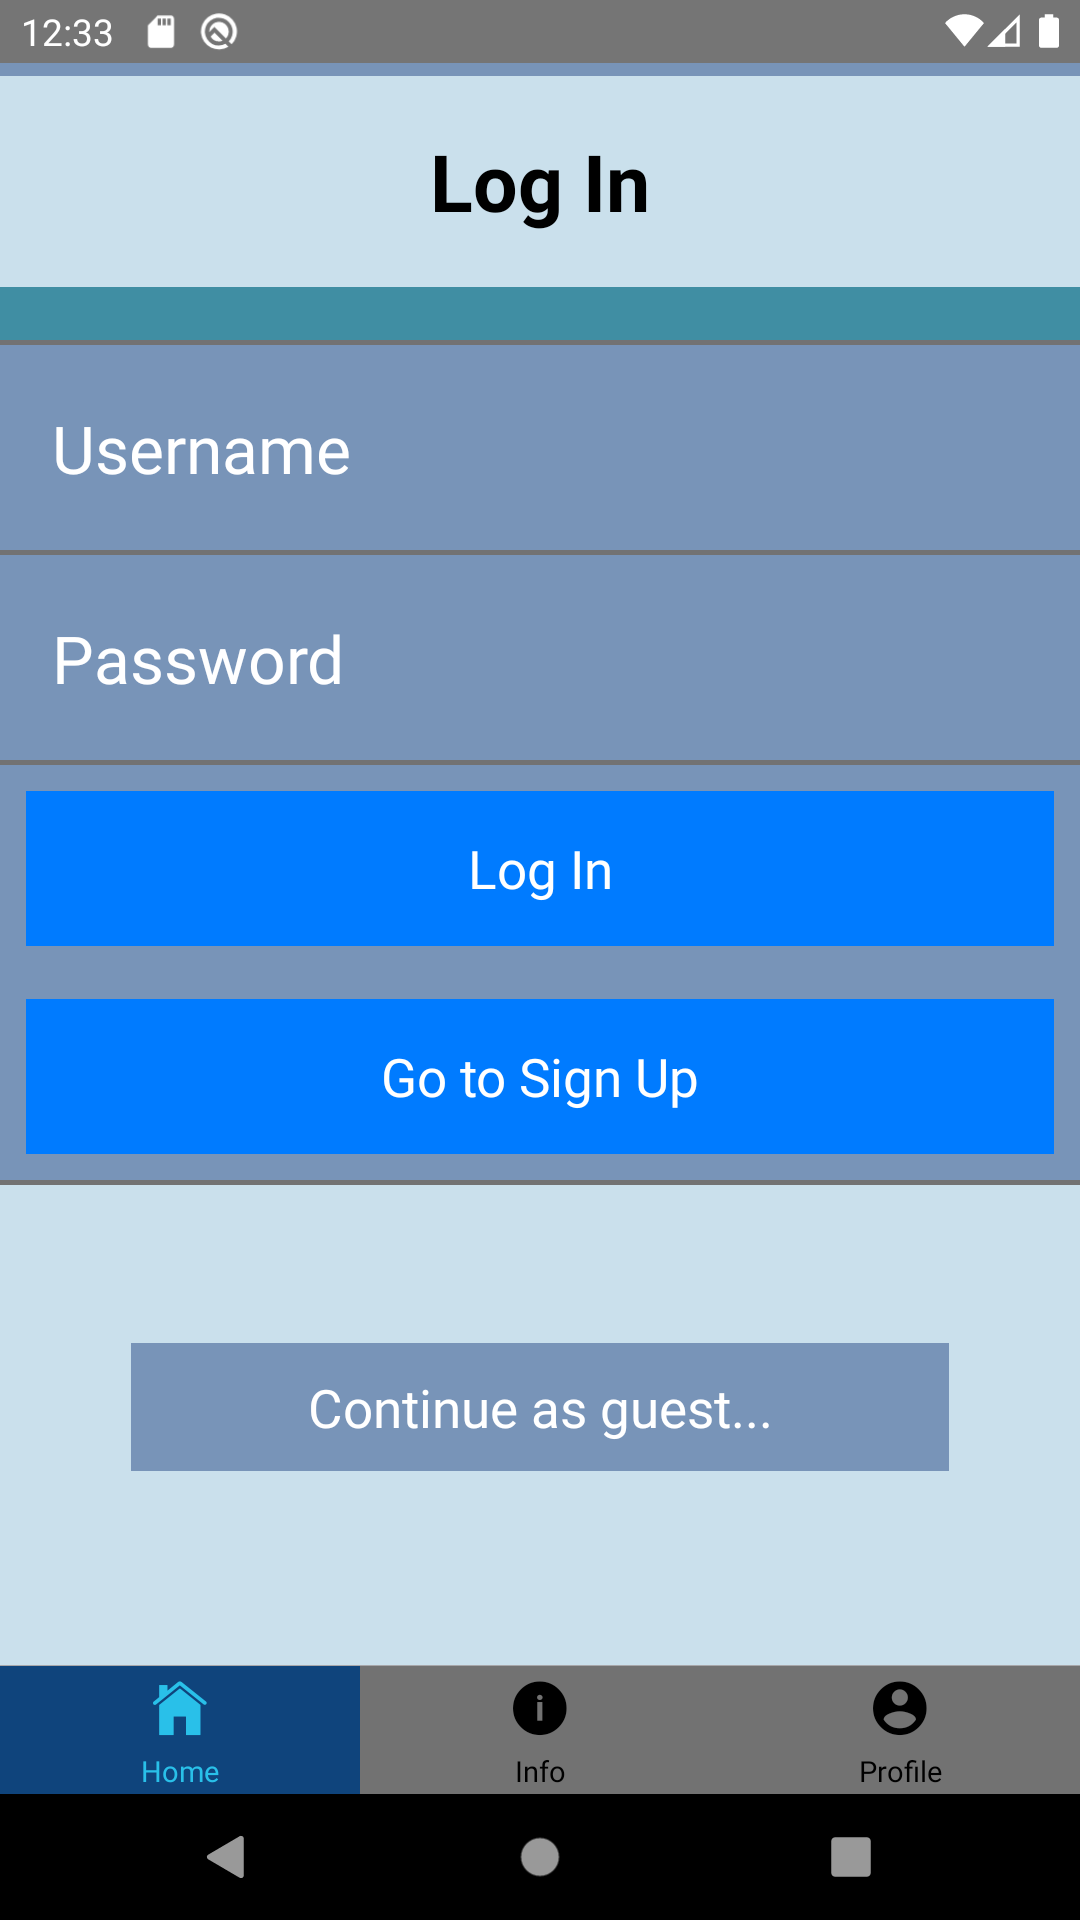 12:33
Log In
Username
Password
Log In
Go to Sign Up
Continue as guest...
Home
Info
Profile